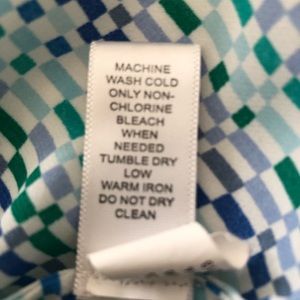 MACHINE
WASH COLD
ONLY NON-
CHLORINE
BLEACH
WHEN
NEEDED
TUMBLE DRY
LOW
WARM IRON
DO NOT DRY
CLEAN